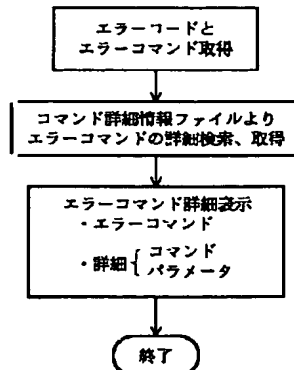 エラーコードと
エラーコマンド取得
コマンド詳細情報ファイルより
エラーコマンドの詳細検索、取得
エラーコマンド詳細表示
・エラーコマンド
・詳細{ コマンド
パラメータ
終了